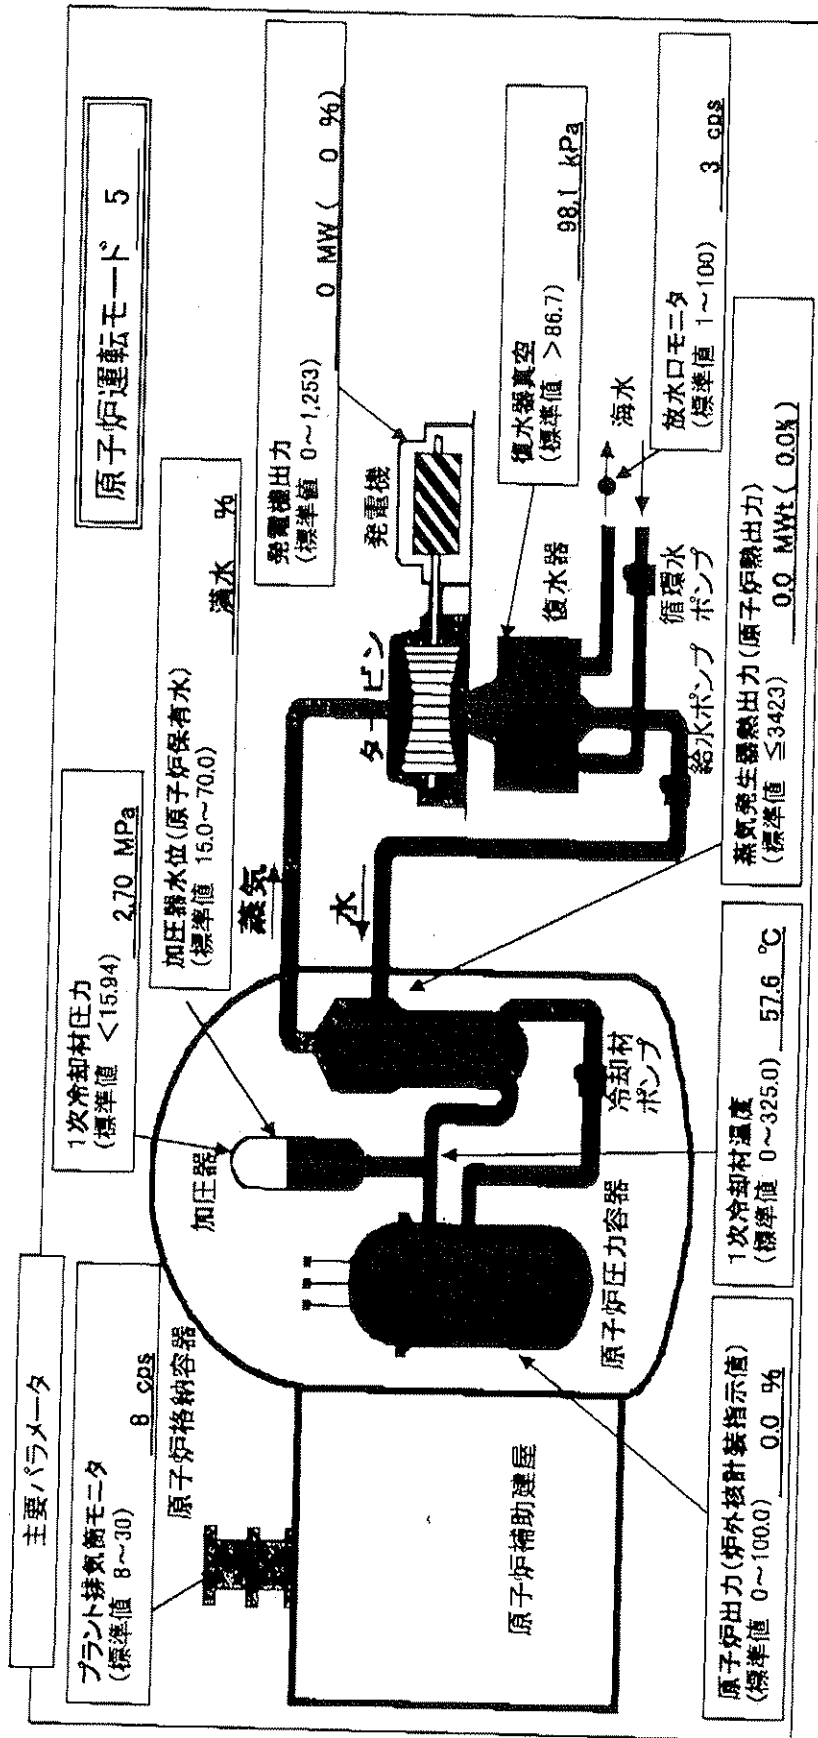 主要パラメータ
原子炉運転モード 5
プラント排気筒モニタ
(標準値 8～30) 8 cps
1次冷却材圧力
(標準値 <15.94) 2.70 MPa
加圧器水位(原子炉保有水)
(標準値 15.0～70.0) 満水 %
発電機出力
(標準値 0～1,253) 0 MW ( 0 %)
原子炉格納容器
加圧器
蒸気
水
タービン
発電機
復水器真空
(標準値 >86.7) 98.1 kPa
復水器
海水
循環水
ポンプ
給水ポンプ
冷却材
ポンプ
原子炉圧力容器
原子炉補助建屋
放水口モニタ
(標準値 1～100) 3 cps
原子炉出力(炉外核計装指示値)
(標準値 0～100.0) 0.0 %
1次冷却材温度
(標準値 0～325.0) 57.6 ℃
蒸気発生器熱出力(原子炉熱出力)
(標準値 ≦3423) 0.0 MWt ( 0.0%)